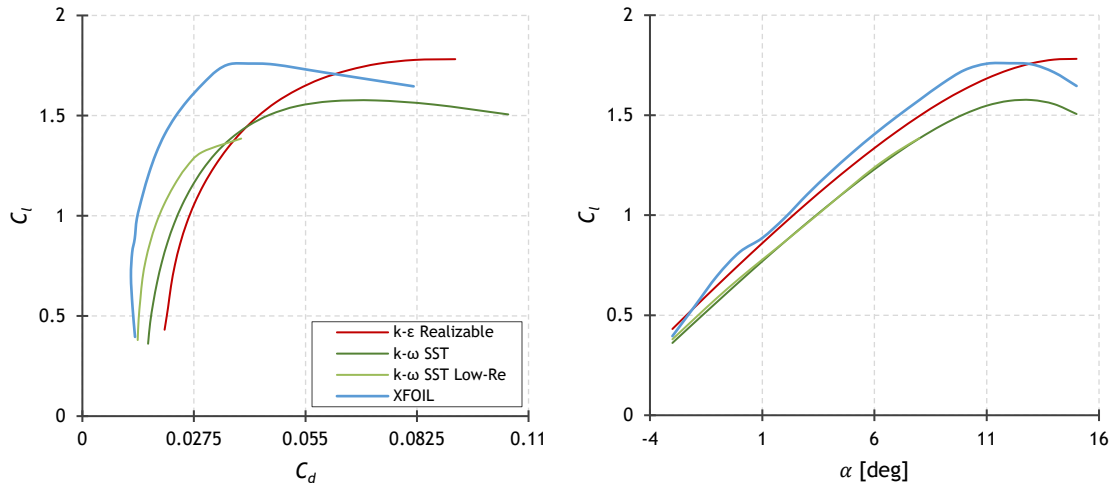 2
1.5
1
0.5
0
C_l
0
0.0275
0.055
0.0825
0.11
C_d
k-ε Realizable
k-ω SST
k-ω SST Low-Re
XFOIL
2
1.5
1
0.5
0
C_l
-4
1
6
11
16
α [deg]